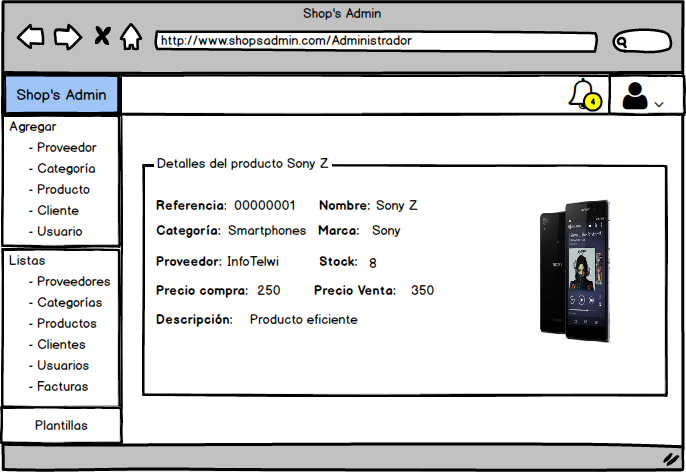 Shop's Admin
http://www.shopsadmin.com/Administrador
Shop's Admin
4
Agregar
- Proveedor
- Categoría
- Producto
- Cliente
- Usuario
Listas
- Proveedores
- Categorías
- Productos
- Clientes
- Usuarios
- Facturas
Plantillas
Detalles del producto Sony Z
Referencia: 00000001 Nombre: Sony Z
Categoría: Smartphones Marca: Sony
Proveedor: InfoTelwi Stock: 8
Precio compra: 250 Precio Venta: 350
Descripción: Producto eficiente
SONY